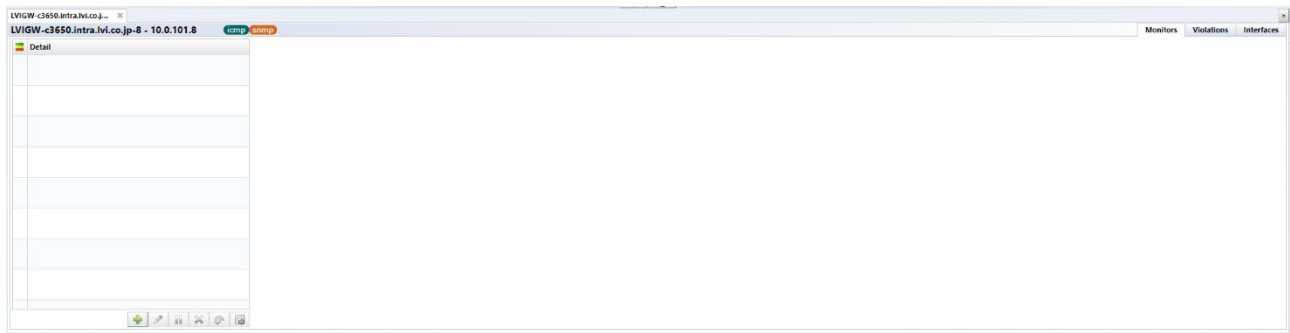 LVIGW-c3650.intra.lvi.co.j...
LVIGW-c3650.intra.lvi.co.jp-8 - 10.0.101.8 icmp snmp Monitors Violations Interfaces
Detail